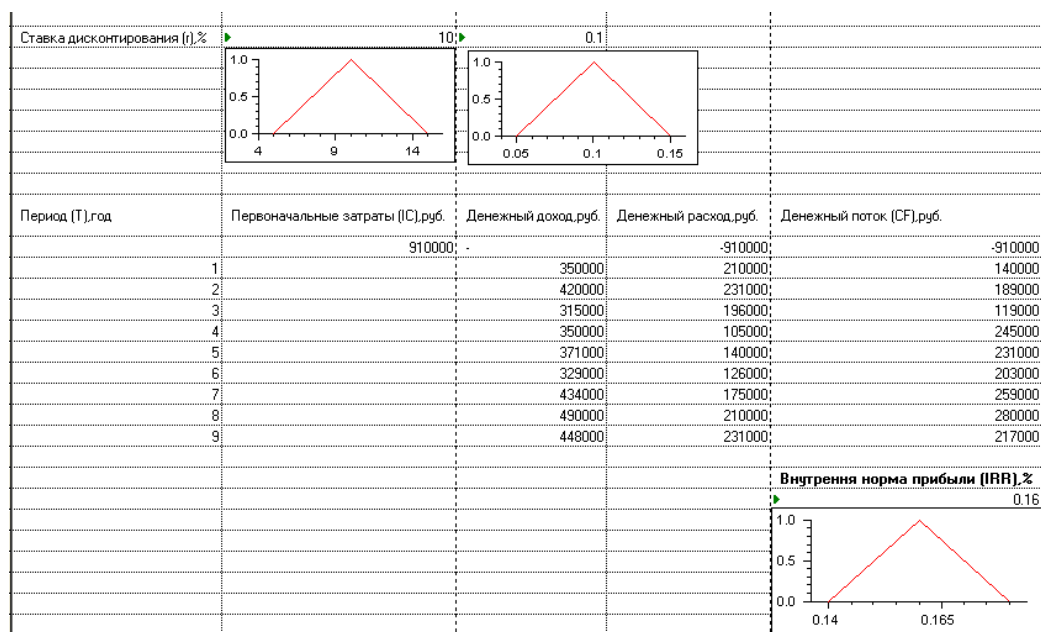 Ставка дисконтирования (r),% 10 0.1
1.0 1.0
0.5 0.5
0.0 0.0
4 9 14 0.05 0.1 0.15
Период (T),год Первоначальные затраты (IC),руб. Денежный доход,руб. Денежный расход,руб. Денежный поток (CF),руб.
910000 - -910000 -910000
1 350000 210000 140000
2 420000 231000 189000
3 315000 196000 119000
4 350000 105000 245000
5 371000 140000 231000
6 329000 126000 203000
7 434000 175000 259000
8 490000 210000 280000
9 448000 231000 217000
Внутрення норма прибыли (IRR),%
0.16
1.0
0.5
0.0
0.14 0.165